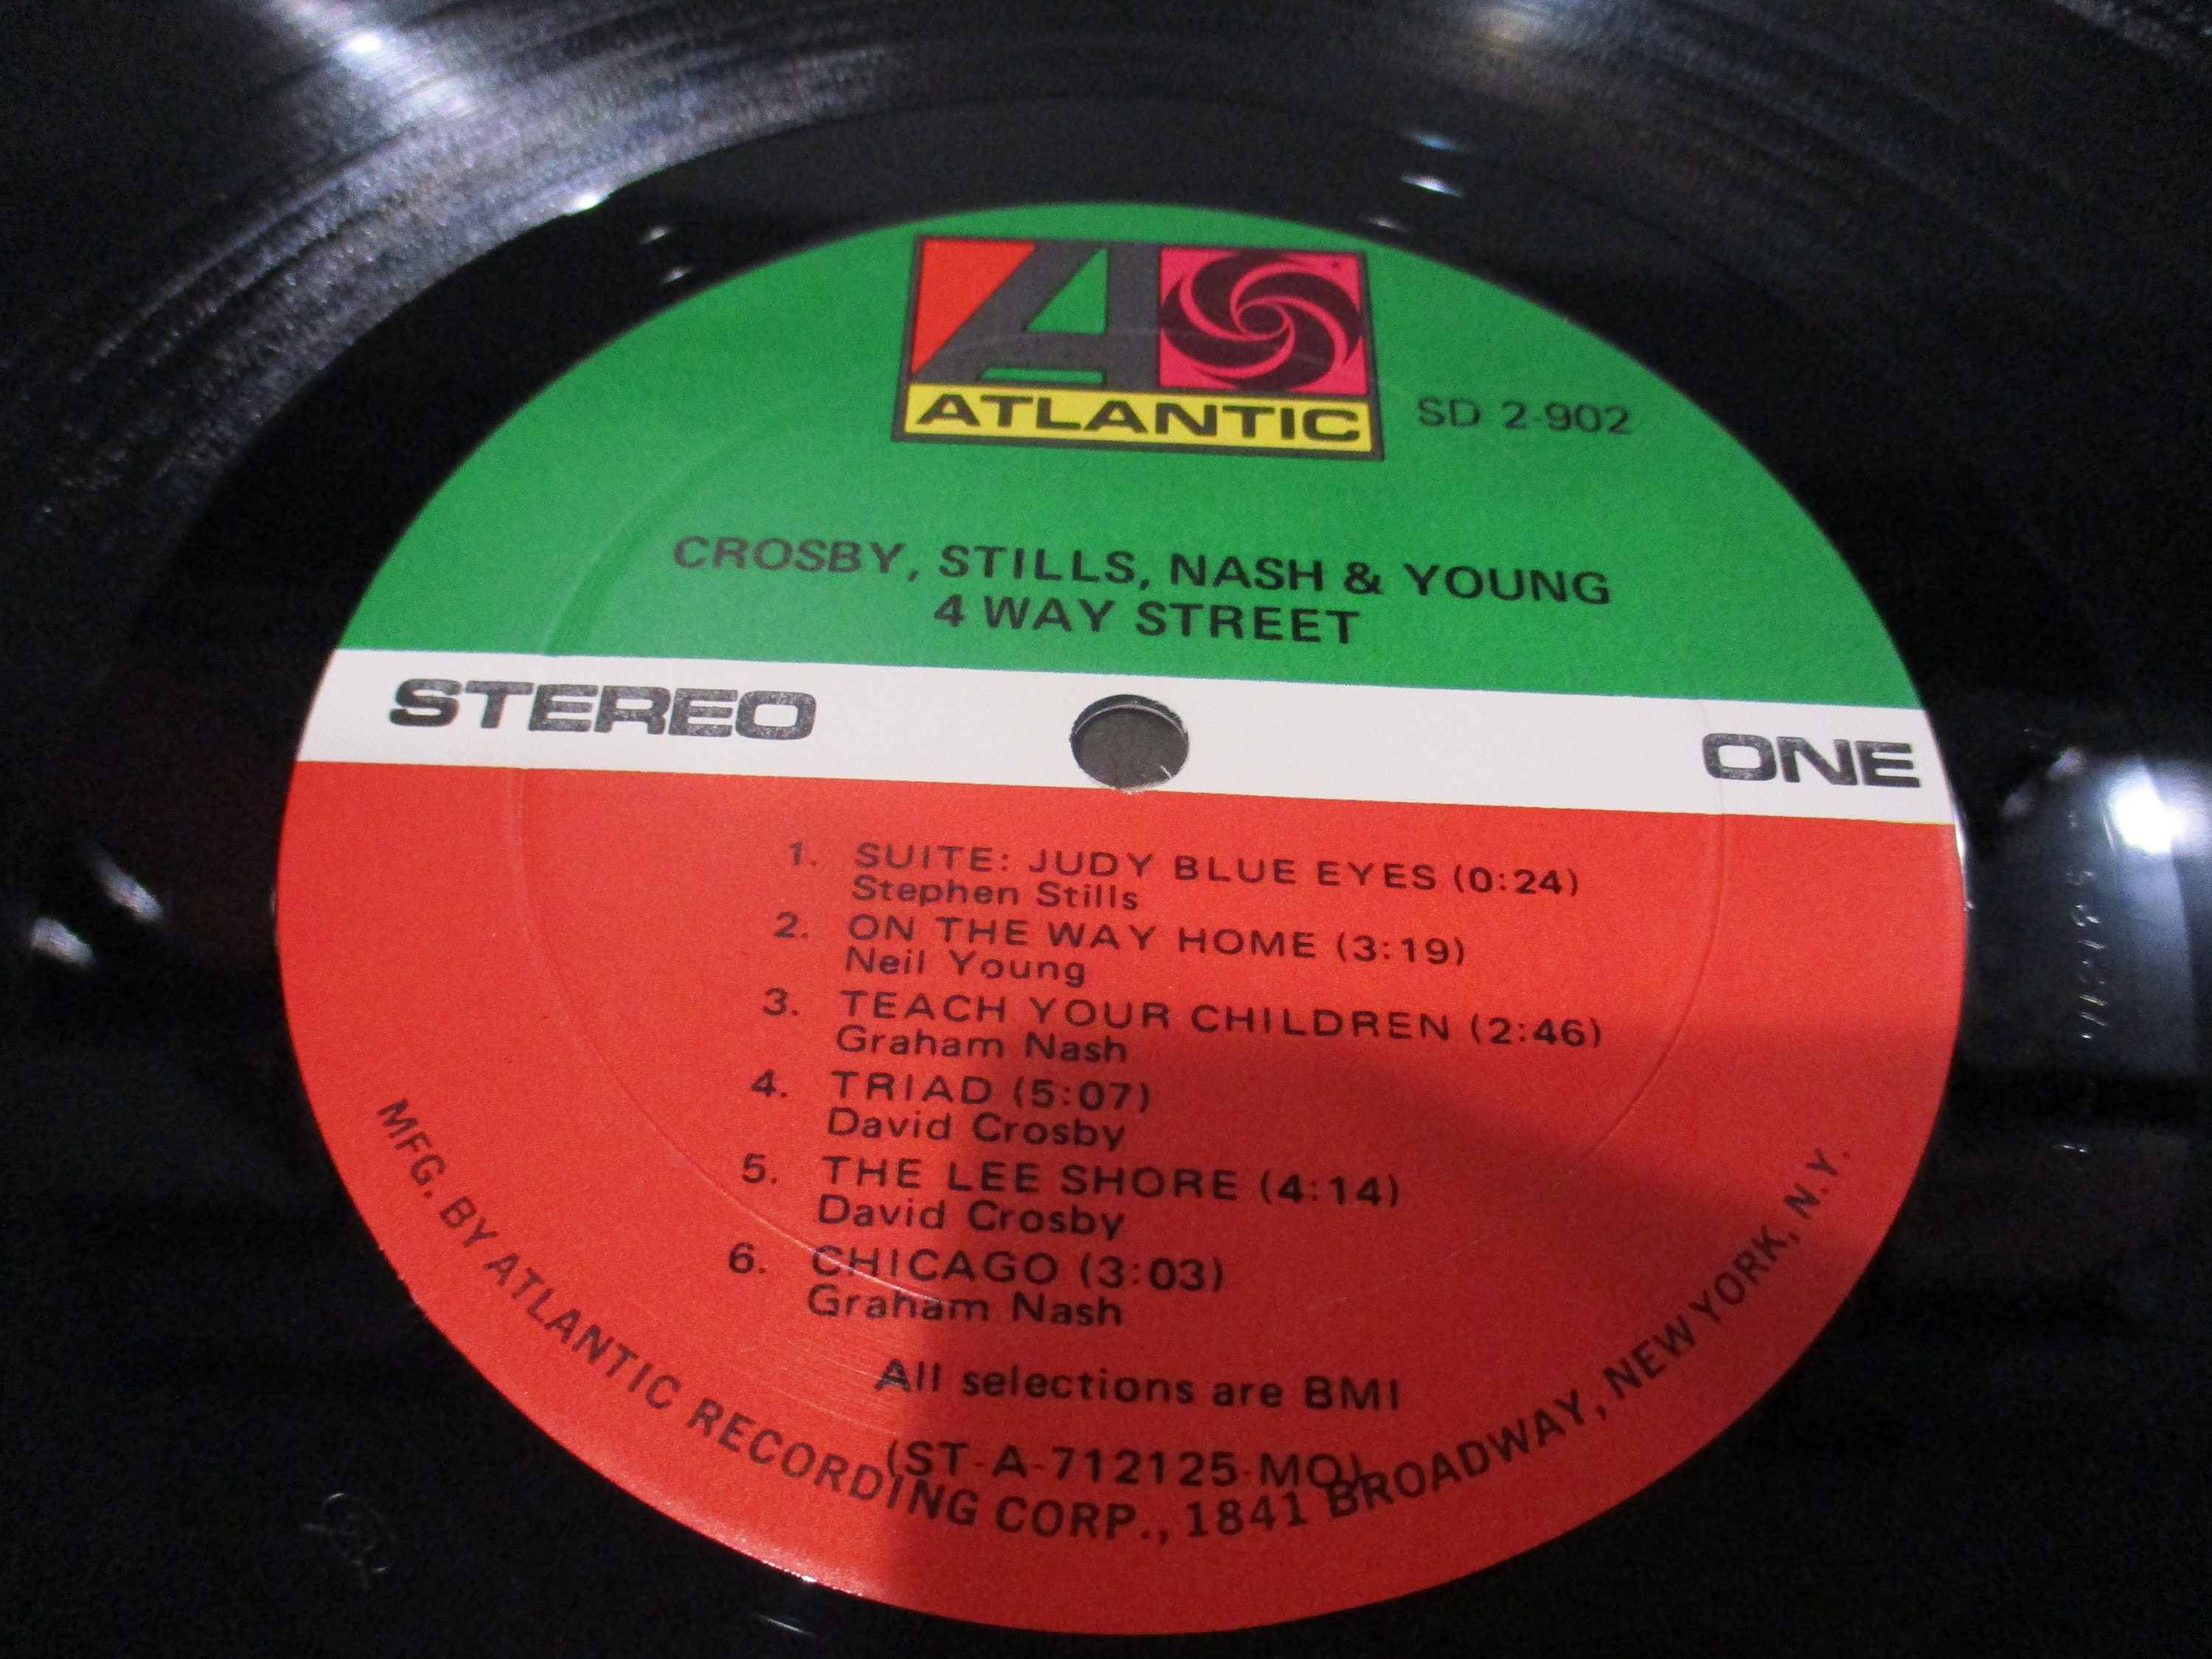 ATLANTIC
SD 2-902
CROSBY, STILLS, NASH & YOUNG
4 WAY STREET
STEREO
ONE
1. SUITE: JUDY BLUE EYES (0:24)
Stephen Stills
2. ON THE WAY HOME (3:19)
Neil Young
3. TEACH YOUR CHILDREN (2:46)
Graham Nash
4. TRIAD (5:07)
David Crosby
5. THE LEE SHORE (4:14)
David Crosby
6. CHICAGO (3:03)
Graham Nash
All selections are BMI
(ST-A-712125-MO)
MFG. BY ATLANTIC RECORDING CORP., 1841 BROADWAY, NEW YORK, N.Y.